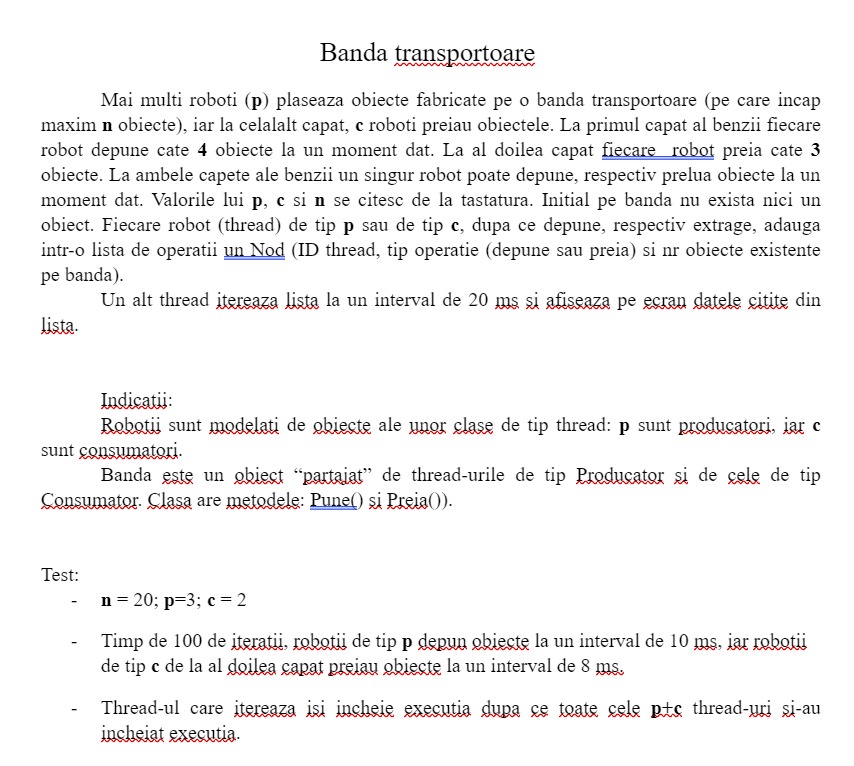 Banda transportoare
Mai multi roboti (p) plaseaza obiecte fabricate pe o banda transportoare (pe care incap
maxim n obiecte), iar la celalalt capat, c roboti preiau obiectele. La primul capat al benzii fiecare
robot depune cate 4 obiecte la un moment dat. La al doilea capat fiecare robot preia cate 3
obiecte. La ambele capete ale benzii un singur robot poate depune, respectiv prelua obiecte la un
moment dat. Valorile lui p, c si n se citesc de la tastatura. Initial pe banda nu exista nici un
obiect. Fiecare robot (thread) de tip p sau de tip c, dupa ce depune, respectiv extrage, adauga
intr-o lista de operatii un Nod (ID thread, tip operatie (depune sau preia) si nr obiecte existente
pe banda).
Un alt thread itereaza lista la un interval de 20 ms si afiseaza pe ecran datele citite din
lista.
Indicatii:
Robotii sunt modelati de obiecte ale unor clase de tip thread: p sunt producatori, iar c
sunt consumatori.
Banda este un obiect “partajat” de thread-urile de tip Producator si de cele de tip
Consumator. Clasa are metodele: Pune() si Preia()).
Test:
- n = 20; p=3; c = 2
- Timp de 100 de iteratii, robotii de tip p depun obiecte la un interval de 10 ms, iar robotii
de tip c de la al doilea capat preiau obiecte la un interval de 8 ms.
- Thread-ul care itereaza isi incheie executia dupa ce toate cele p+c thread-uri si-au
incheiat executia.